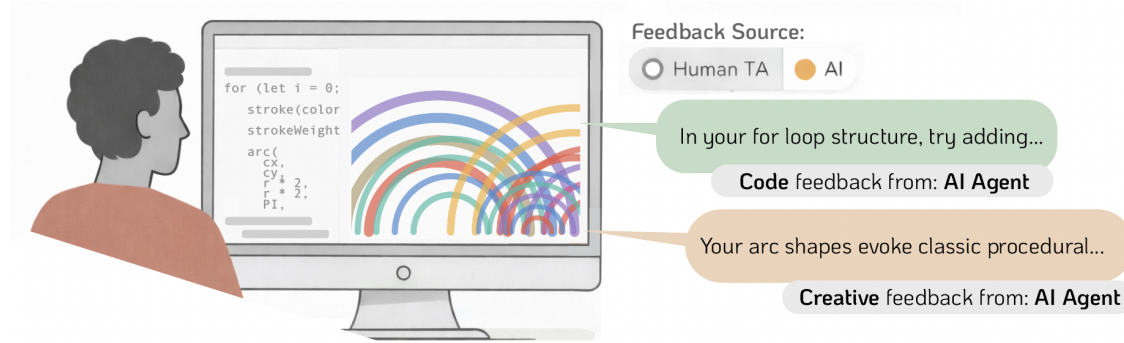 Feedback Source:
Human TA
AI
for (let i = 0;
stroke(color
strokeWeight
arc(
cx,
cy,
r * 2,
r * 2,
PI,
In your for loop structure, try adding...
Code feedback from: AI Agent
Your arc shapes evoke classic procedural...
Creative feedback from: AI Agent